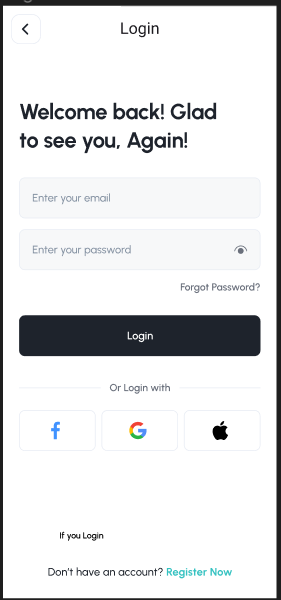 Login
Welcome back! Glad
to see you, Again!
Enter your email
Enter your password
Forgot Password?
Login
Or Login with
If you Login
Don't have an account? Register Now